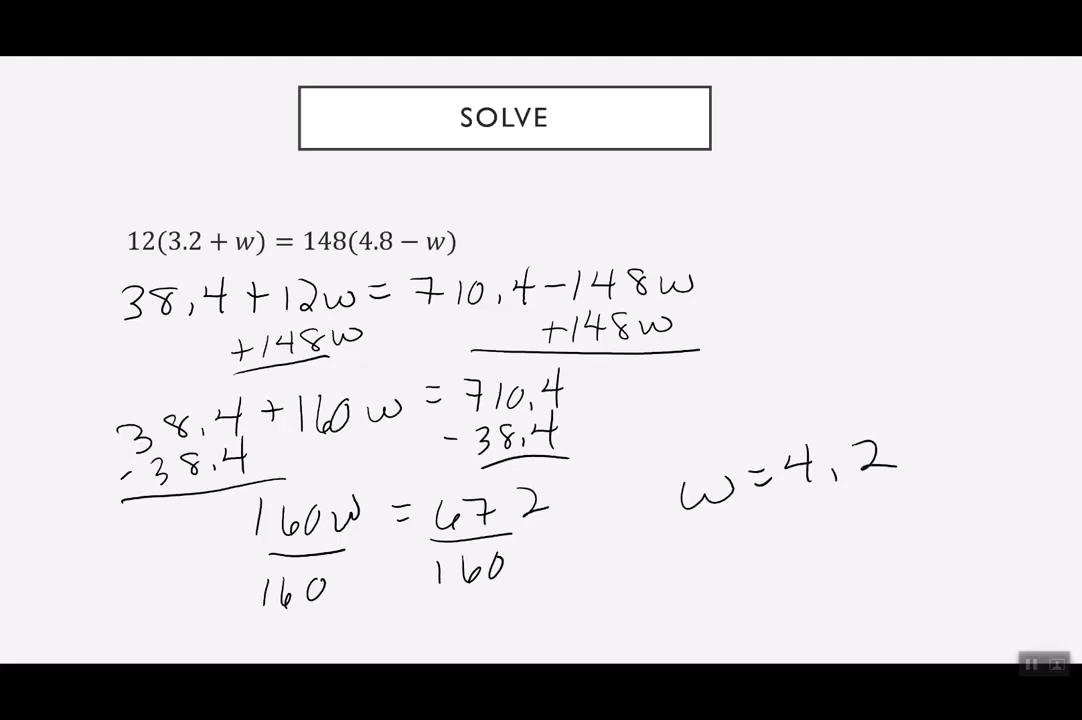 SOLVE
12(3.2 + w) = 148(4.8 − w)
38.4 + 12w = 710.4 − 148w
+148w +148w
38.4 + 160w = 710.4
-38.4 - 38.4
160w = 672
160 160
w = 4.2